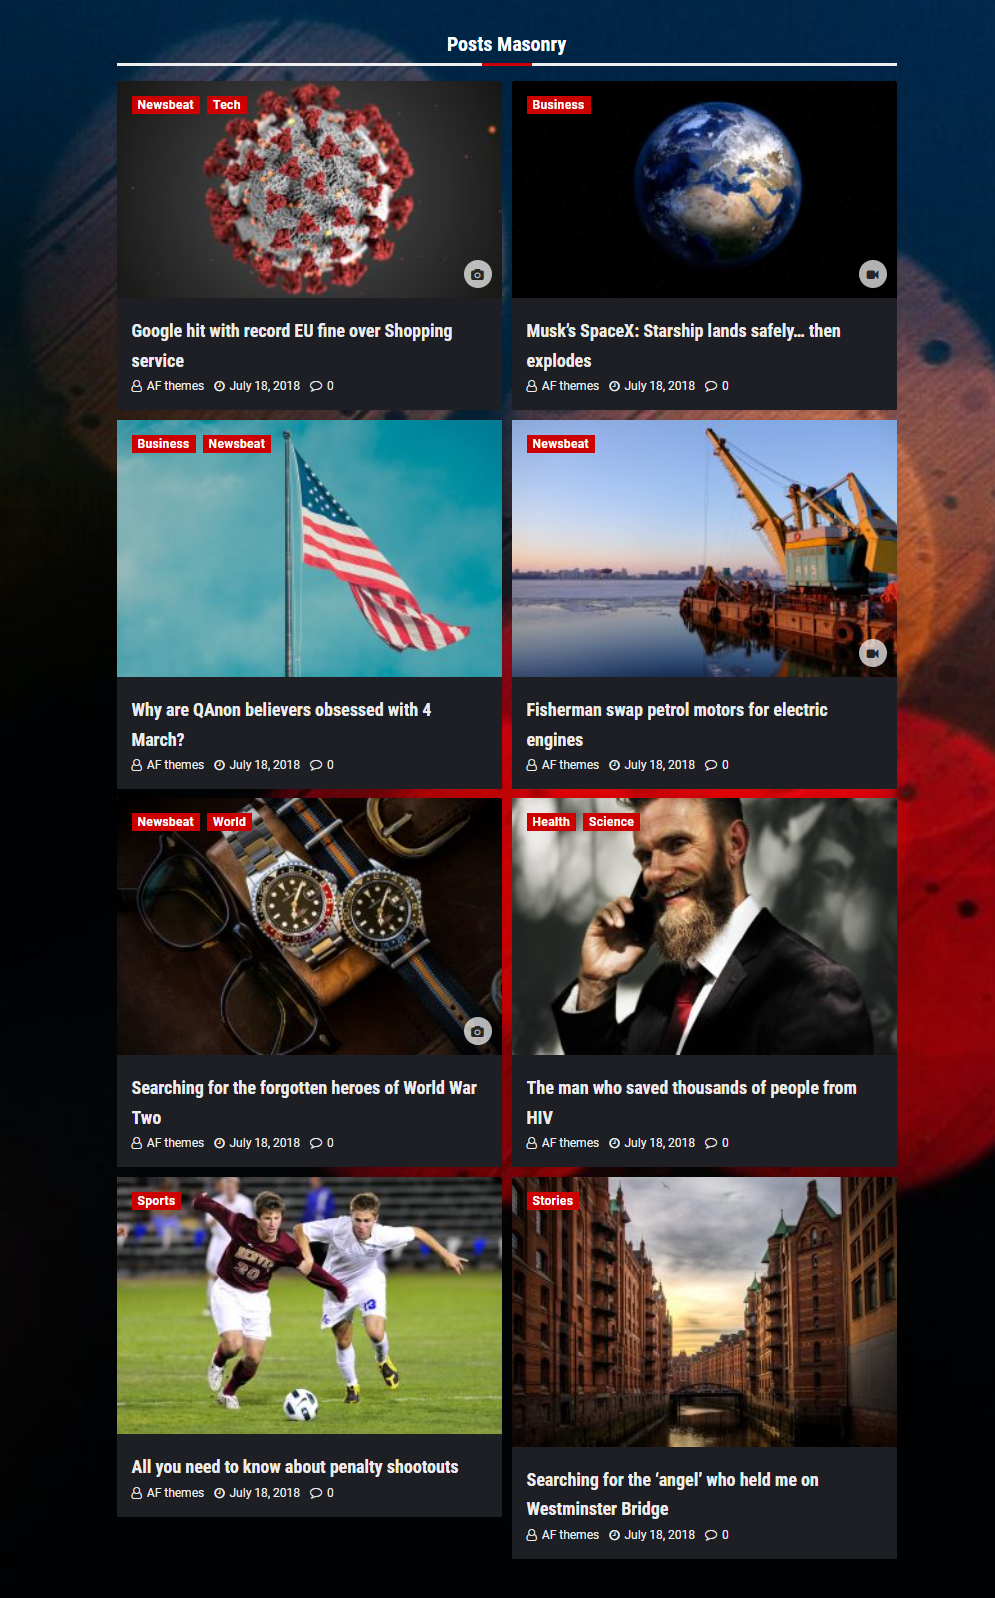 Posts Masonry
Newsbeat Tech
Google hit with record EU fine over Shopping
service
AF themes July 18, 2018 0
Business
Musk’s SpaceX: Starship lands safely… then
explodes
AF themes July 18, 2018 0
Business Newsbeat
Why are QAnon believers obsessed with 4
March?
AF themes July 18, 2018 0
Newsbeat
Fisherman swap petrol motors for electric
engines
AF themes July 18, 2018 0
Newsbeat World
Searching for the forgotten heroes of World War
Two
AF themes July 18, 2018 0
Health Science
The man who saved thousands of people from
HIV
AF themes July 18, 2018 0
Sports
DENVER
20
13
All you need to know about penalty shootouts
AF themes July 18, 2018 0
Stories
Searching for the ‘angel’ who held me on
Westminster Bridge
AF themes July 18, 2018 0